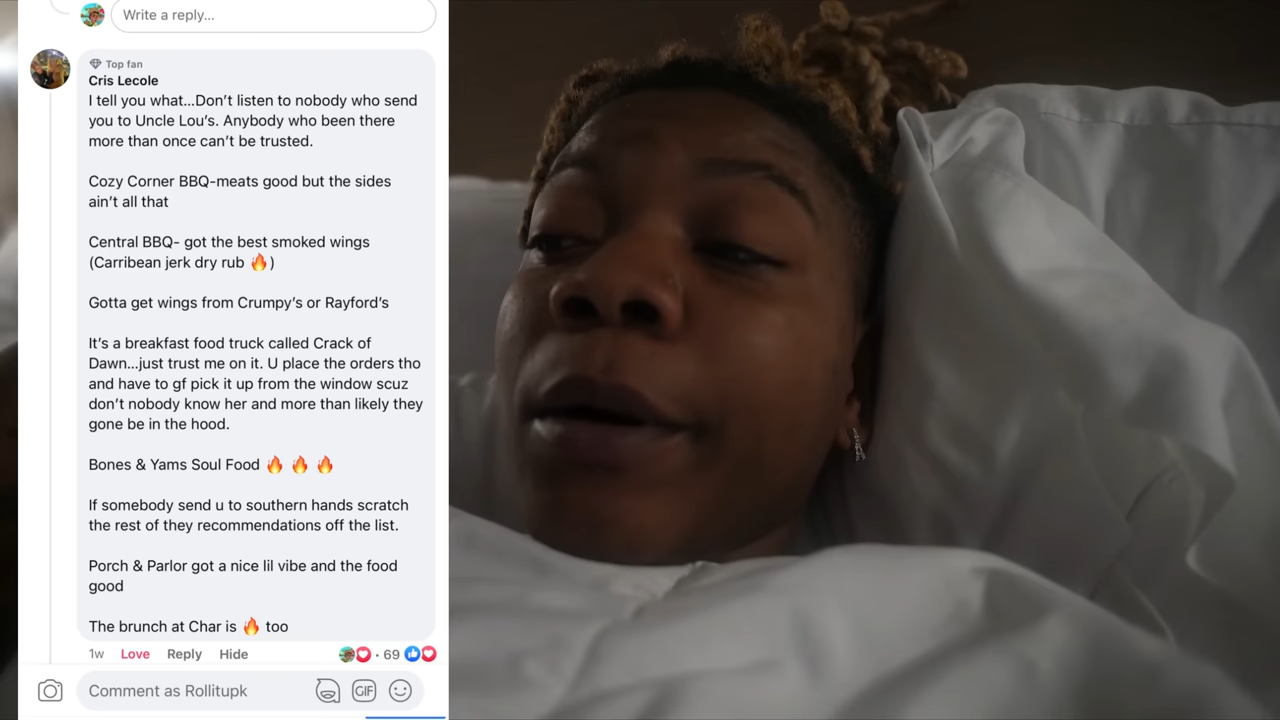 Write a reply...
Top fan
Cris Lecole
I tell you what...Don’t listen to nobody who send
you to Uncle Lou’s. Anybody who been there
more than once can’t be trusted.
Cozy Corner BBQ-meats good but the sides
ain’t all that
Central BBQ- got the best smoked wings
(Carribean jerk dry rub 🔥)
Gotta get wings from Crumpy’s or Rayford’s
It’s a breakfast food truck called Crack of
Dawn...just trust me on it. U place the orders tho
and have to gf pick it up from the window scuz
don’t nobody know her and more than likely they
gone be in the hood.
Bones & Yams Soul Food 🔥 🔥 🔥
If somebody send u to southern hands scratch
the rest of they recommendations off the list.
Porch & Parlor got a nice lil vibe and the food
good
The brunch at Char is 🔥 too
1w Love Reply Hide · 69
Comment as Rollitupk GIF